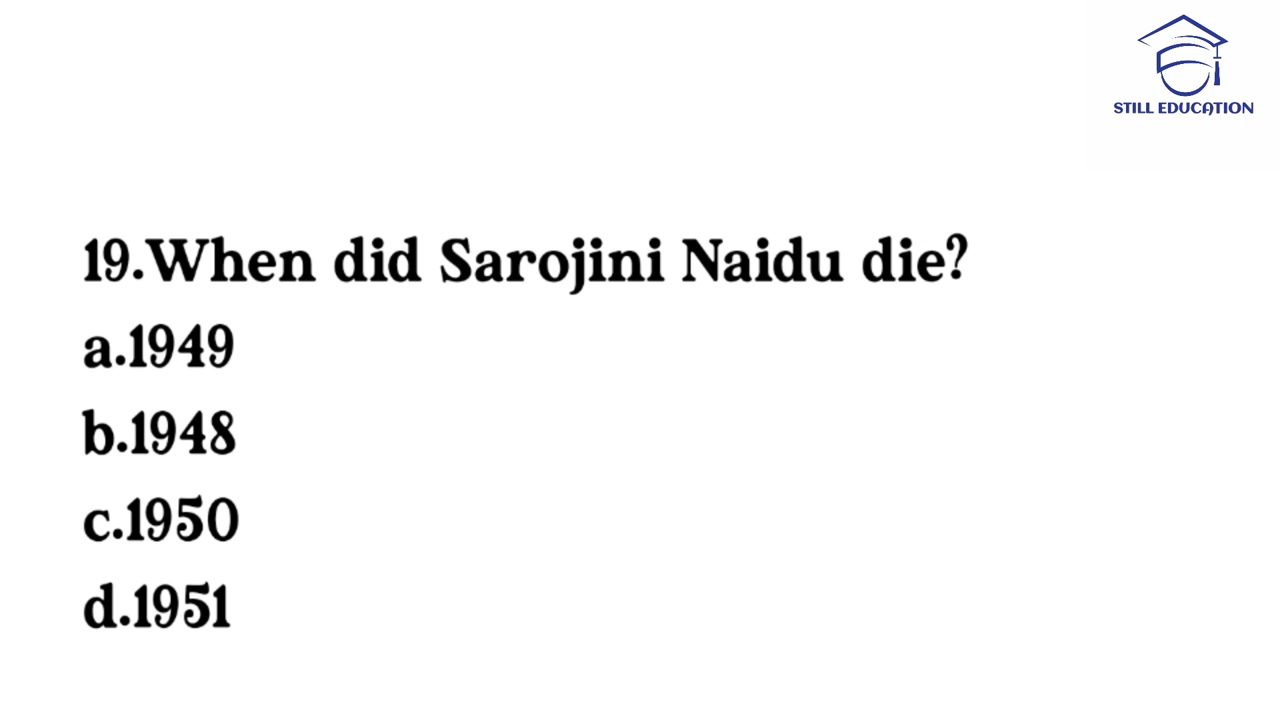 STILL EDUCATION
19.When did Sarojini Naidu die?
a.1949
b.1948
c.1950
d.1951